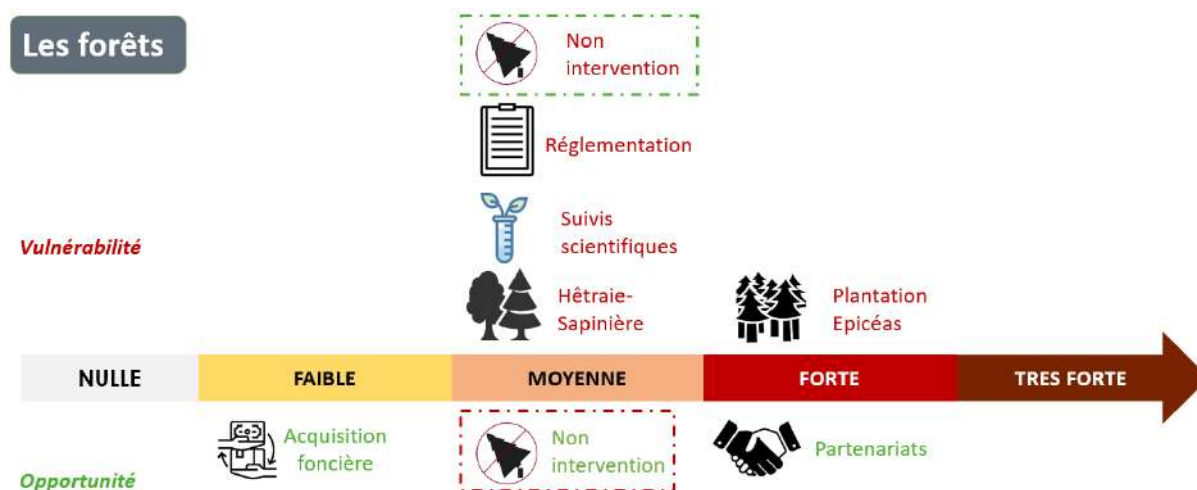 Les forêts
Non
intervention
Réglementation
Suivis
scientifiques
Vulnérabilité
Hêtraie-
Sapinière
Plantation
Epicéas
NULLE
FAIBLE
MOYENNE
FORTE
TRES FORTE
Acquisition
foncière
Non
intervention
Partenariats
Opportunité